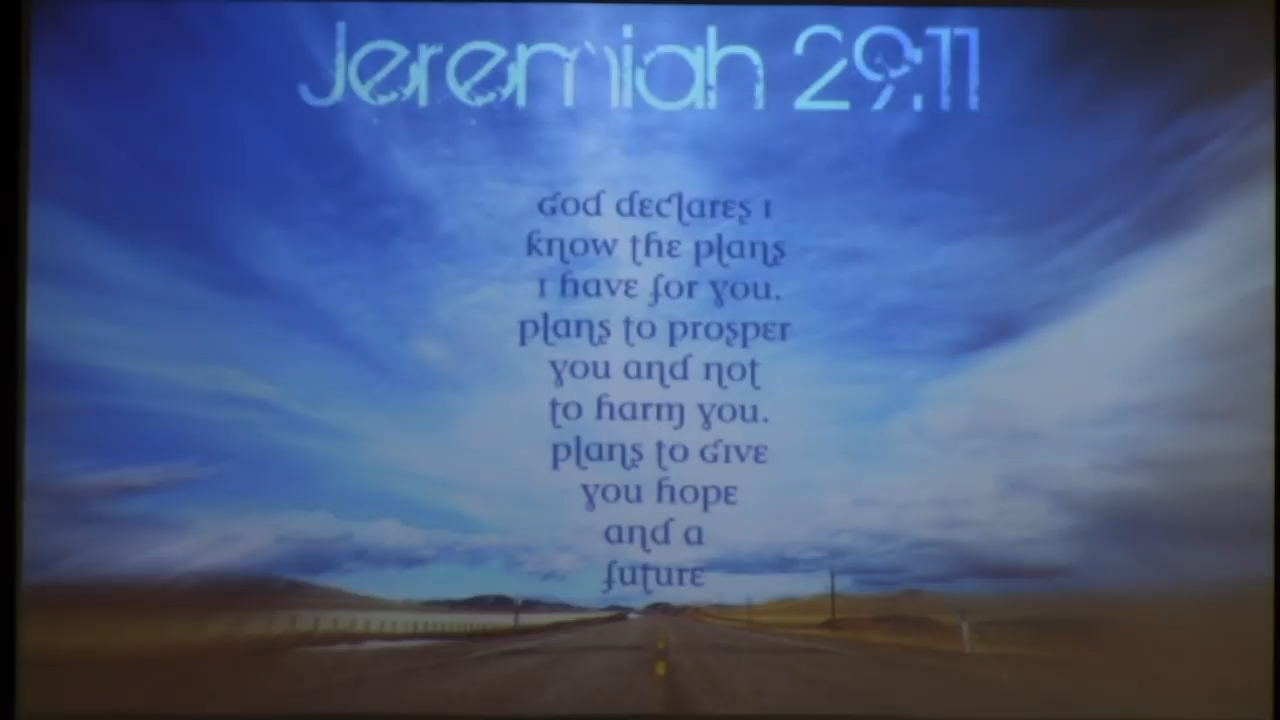 Jeremiah 29:11
God declares I
know the plans
I have for you.
plans to prosper
you and not
to harm you.
plans to give
you hope
and a
future